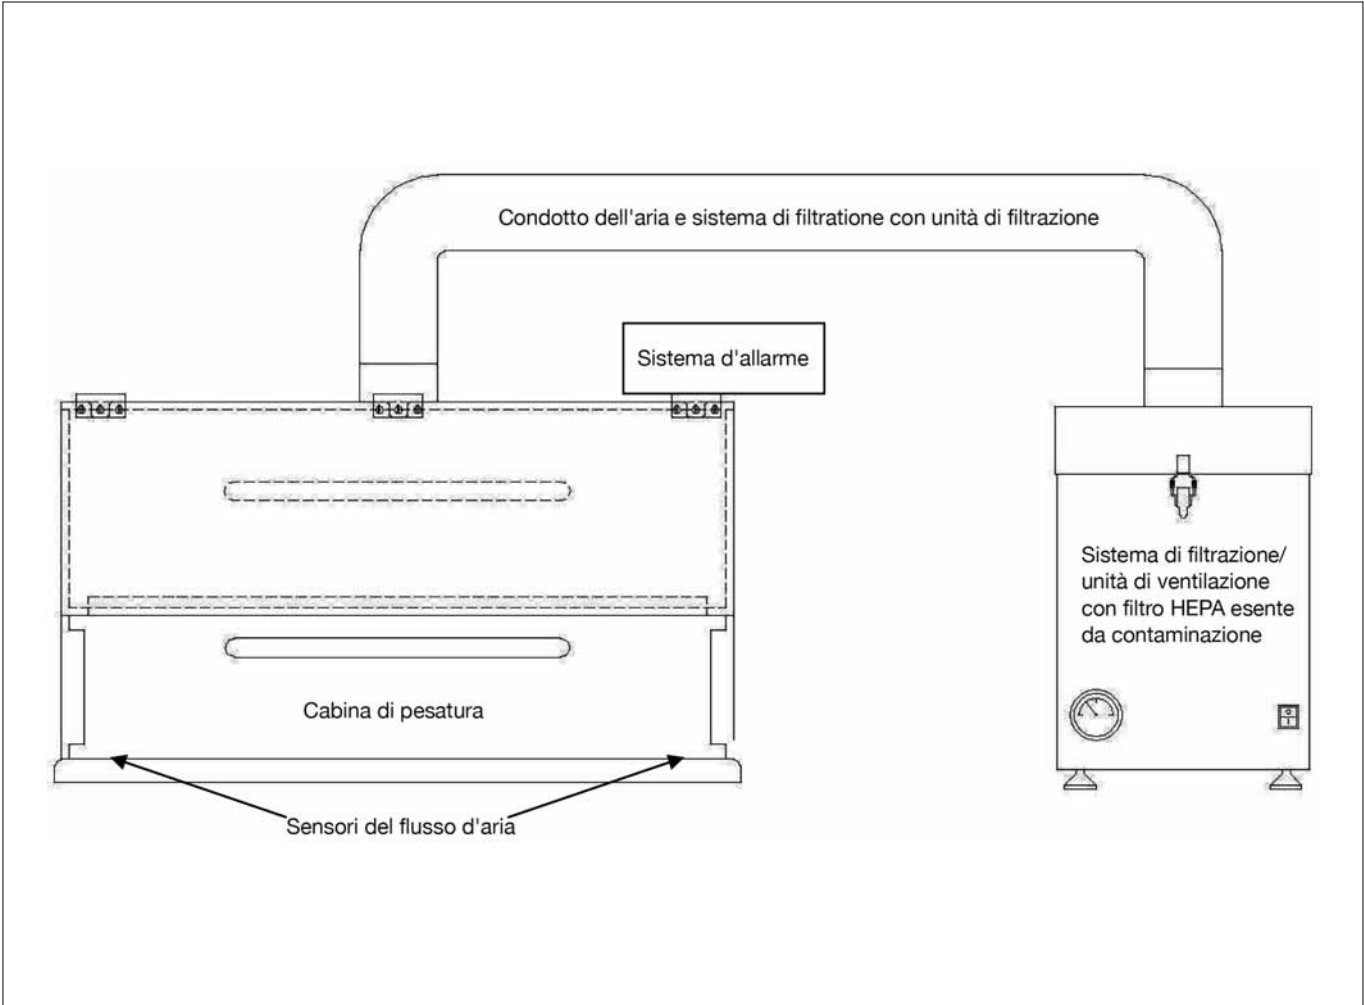 Condotto dell'aria e sistema di filtratione con unità di filtrazione
Sistema d'allarme
Sistema di filtrazione/
unità di ventilazione
con filtro HEPA esente
da contaminazione
Cabina di pesatura
Sensori del flusso d'aria